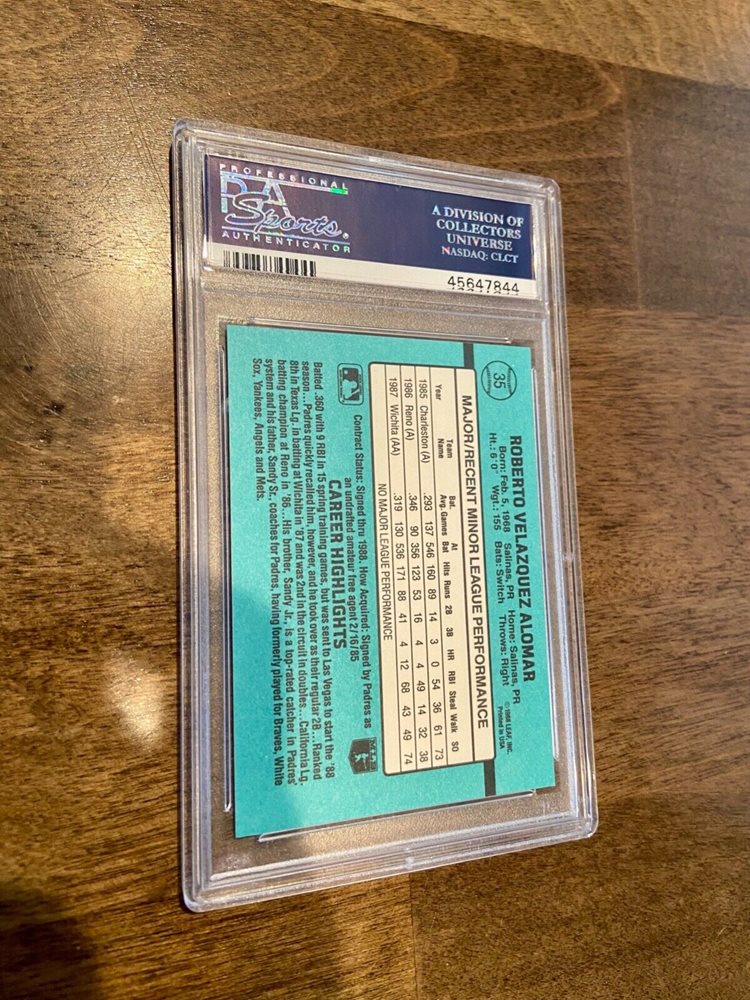 PROFESSIONAL
PSA
Sports
AUTHENTICATOR
A DIVISION OF
COLLECTORS
UNIVERSE
NASDAQ: CLCT
45647844
35
ROBERTO VELAZQUEZ ALOMAR
Born: Feb. 5, 1968 Salinas, PR Home: Salinas, PR
Ht.: 6'0" Wgt.: 155 Bats: Switch Throws: Right
© 1988 LEAF, INC.
Printed in USA
MAJOR/RECENT MINOR LEAGUE PERFORMANCE
Year Team Name Bat. Avg. Games At Bat Hits Runs 2B 3B HR RBI Steal Walk SO
1985 Charleston (A) .293 137 546 160 89 14 3 0 54 36 61 73
1986 Reno (A) .346 90 356 123 53 16 4 4 49 14 32 38
1987 Wichita (AA) .319 130 536 171 88 41 4 12 68 43 49 74
NO MAJOR LEAGUE PERFORMANCE
Contract Status: Signed thru 1988. How Acquired: Signed by Padres as
an undrafted amateur free agent 2/16/85
CAREER HIGHLIGHTS
Batted .360 with 9 RBI in 15 spring training games, but was sent to Las Vegas to start the '88
season...Padres quickly recalled him, however, and he took over as their regular 2B...Ranked
8th in Texas Lg. in batting at Wichita in '87 and was 2nd in the circuit in doubles...California Lg.
batting champion at Reno in '86...His brother, Sandy Jr., is a top-rated catcher in Padres'
system and his father, Sandy Sr., coaches for Padres, having formerly played for Braves, White
Sox, Yankees, Angels and Mets.